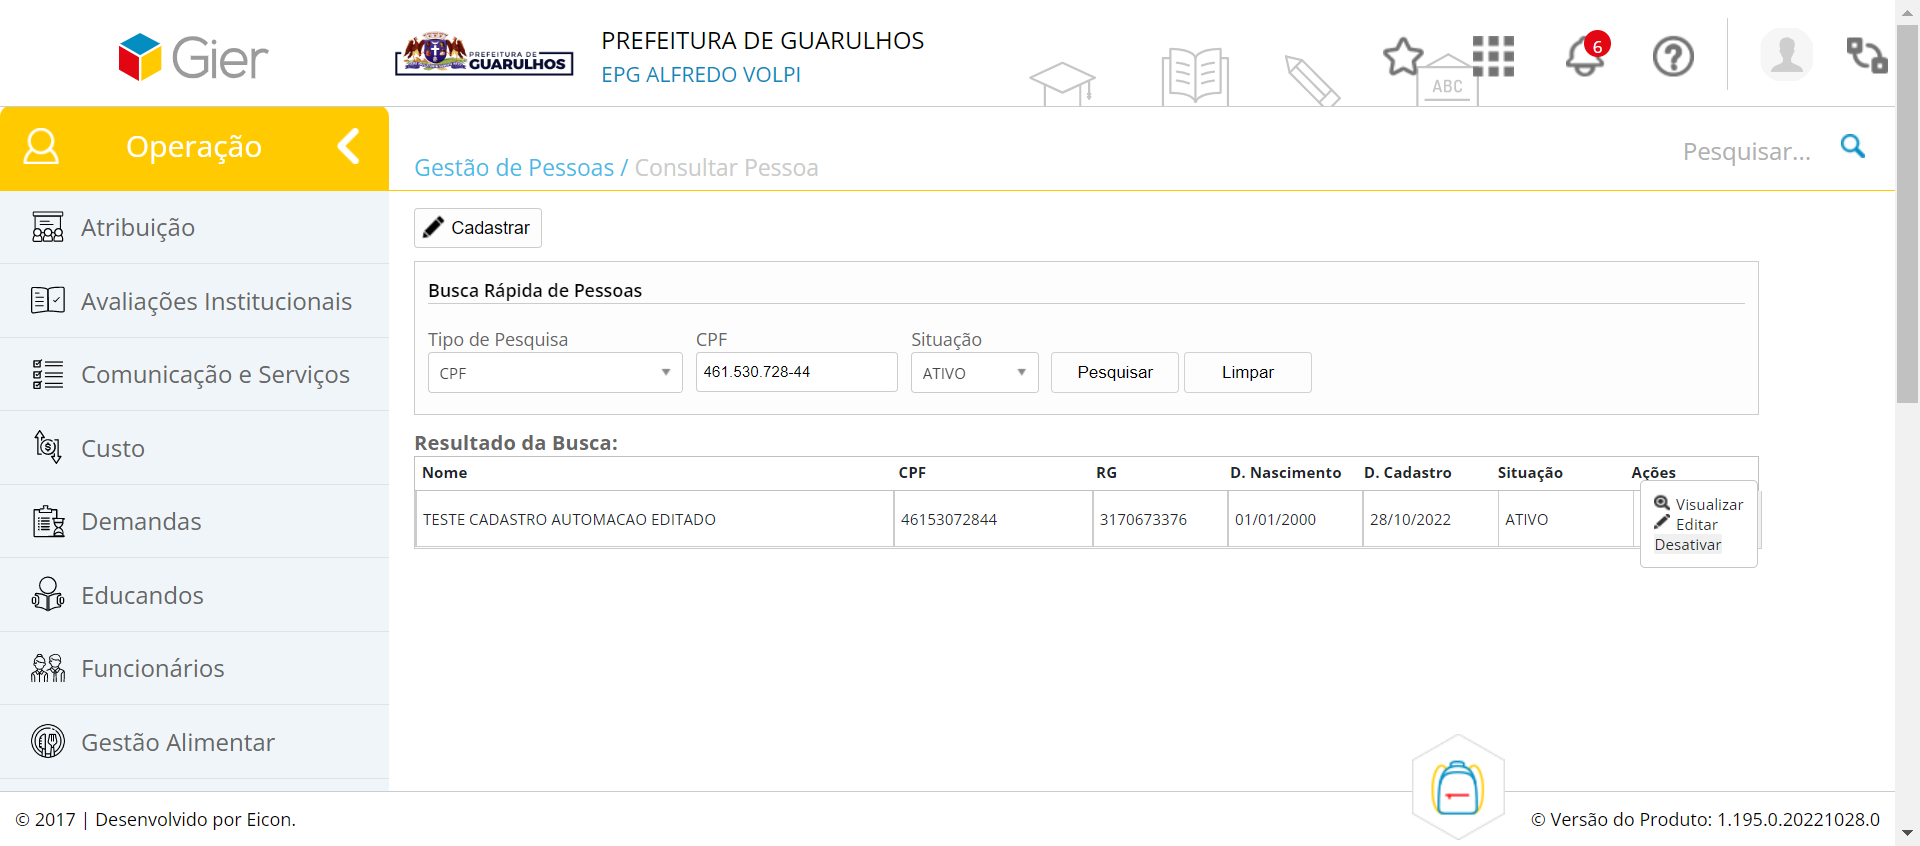 Gier
PREFEITURA DE
GUARULHOS
PREFEITURA DE GUARULHOS
EPG ALFREDO VOLPI
ABC
6
Operação
Gestão de Pessoas / Consultar Pessoa
Pesquisar...
Atribuição
Avaliações Institucionais
Comunicação e Serviços
Custo
Demandas
Educandos
Funcionários
Gestão Alimentar
Cadastrar
Busca Rápida de Pessoas
Tipo de Pesquisa CPF Situação
CPF 461.530.728-44 ATIVO Pesquisar Limpar
Resultado da Busca:
Nome CPF RG D. Nascimento D. Cadastro Situação Ações
TESTE CADASTRO AUTOMACAO EDITADO 46153072844 3170673376 01/01/2000 28/10/2022 ATIVO
Visualizar
Editar
Desativar
© 2017 | Desenvolvido por Eicon.
© Versão do Produto: 1.195.0.20221028.0